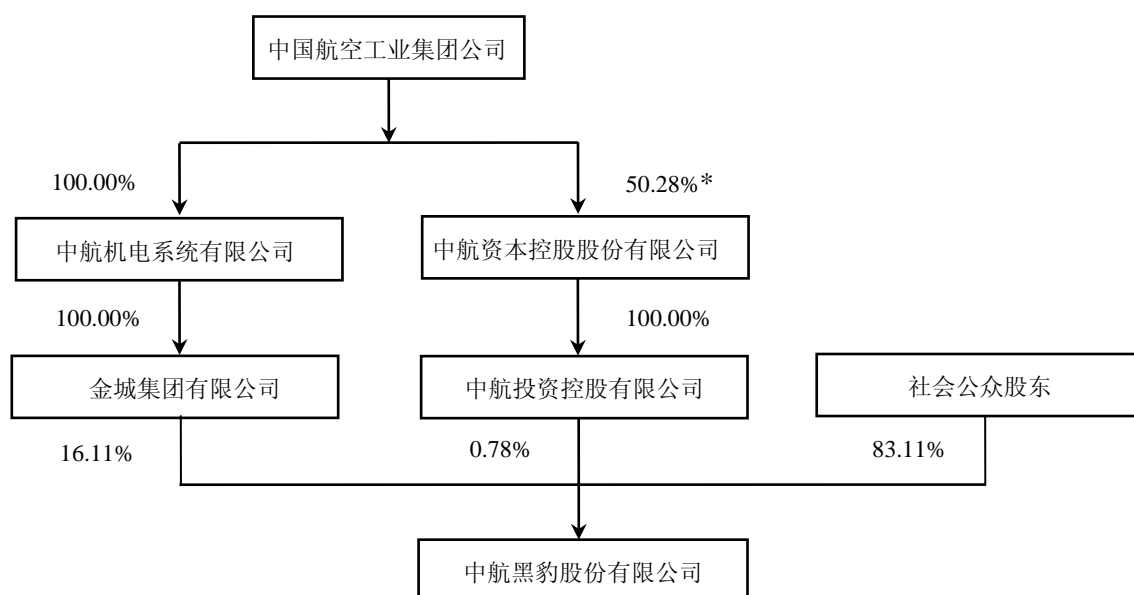 中国航空工业集团公司
100.00%
50.28%*
中航机电系统有限公司
中航资本控股股份有限公司
100.00%
100.00%
金城集团有限公司
中航投资控股有限公司
社会公众股东
16.11%
0.78%
83.11%
中航黑豹股份有限公司